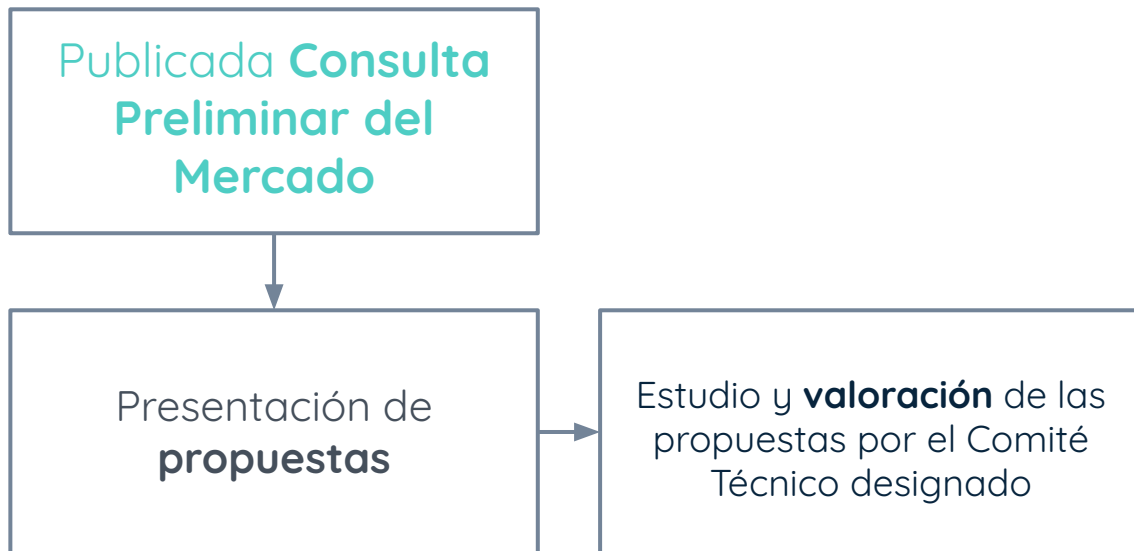 Publicada Consulta
Preliminar del
Mercado
Presentación de
propuestas
Estudio y valoración de las
propuestas por el Comité
Técnico designado